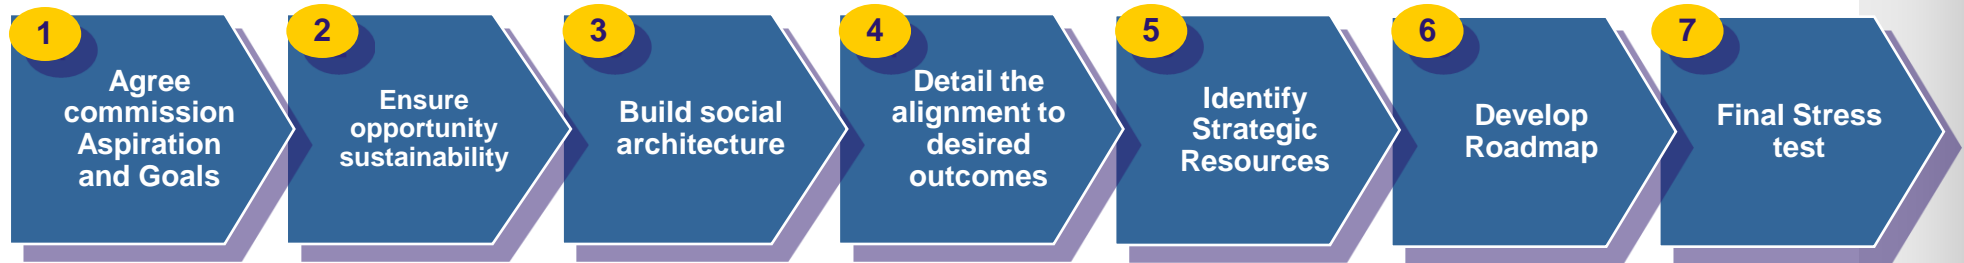 1
Agree
commission
Aspiration
and Goals
2
Ensure
opportunity
sustainability
3
Build social
architecture
4
Detail the
alignment to
desired
outcomes
5
Identify
Strategic
Resources
6
Develop
Roadmap
7
Final Stress
test